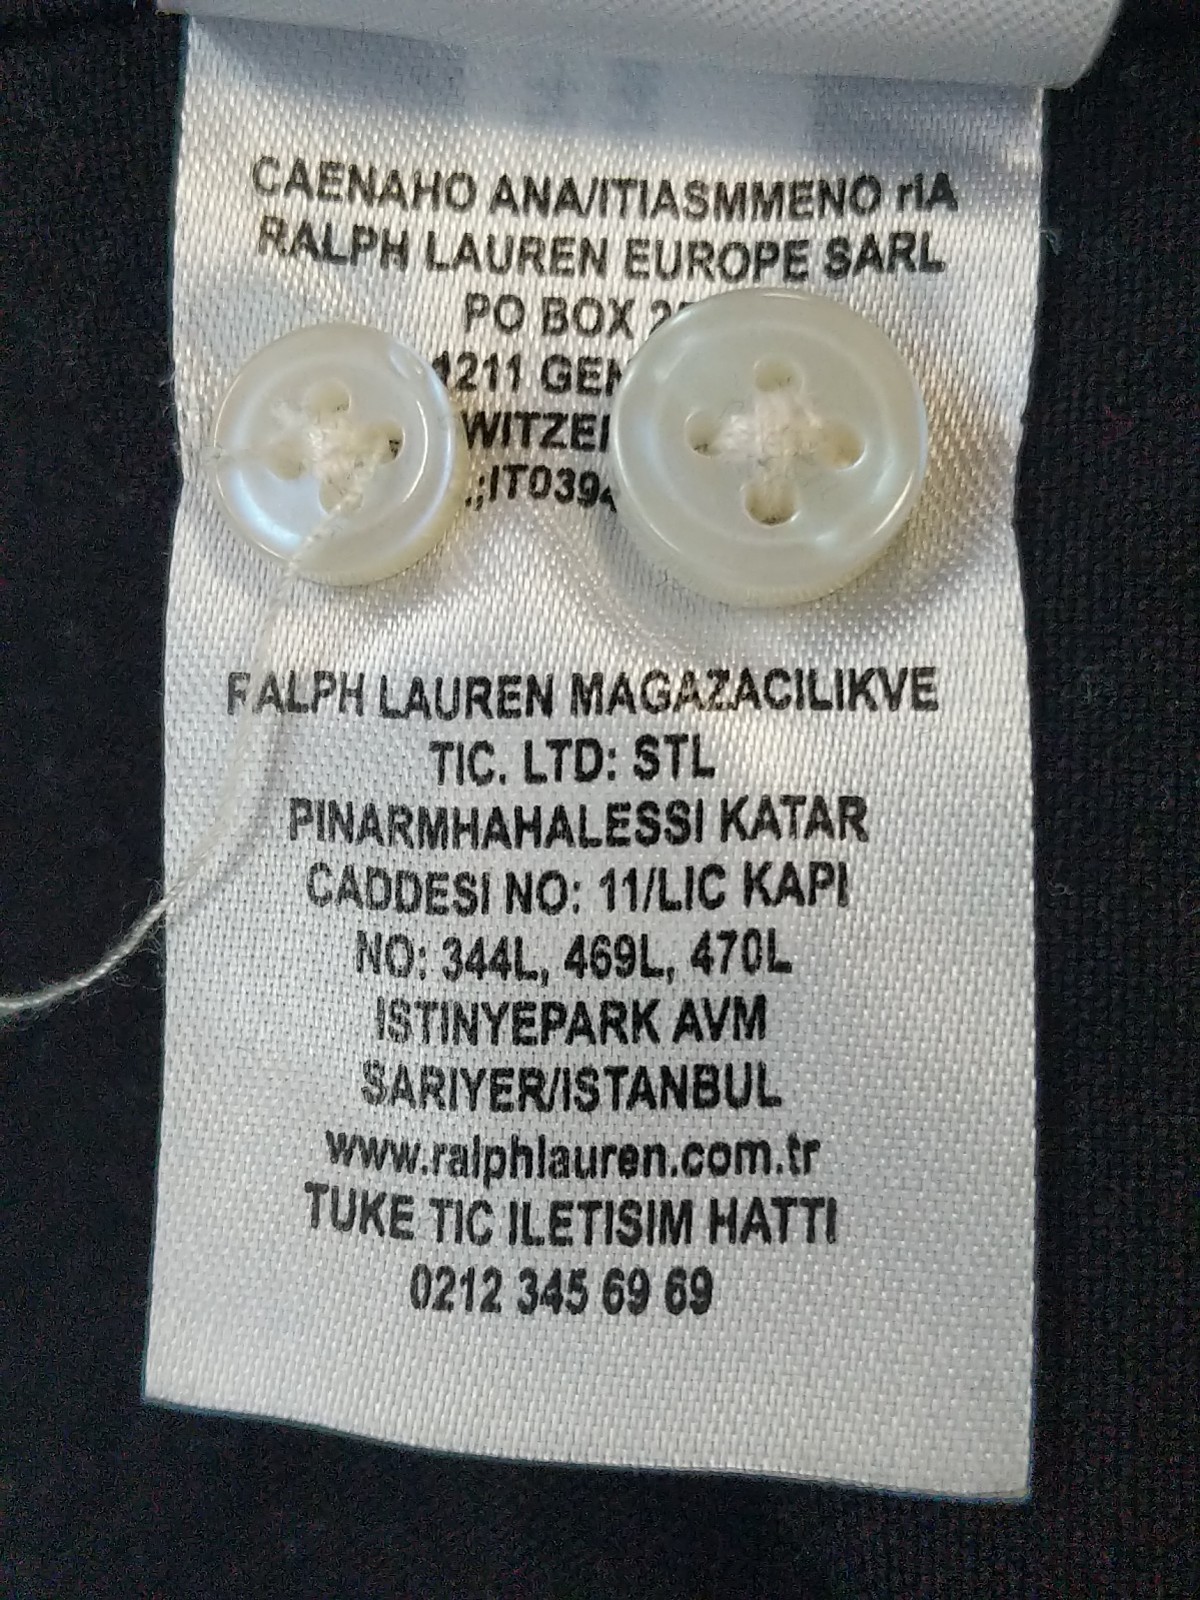 CAENAHO ANA/ITIASMMENO rIA
RALPH LAUREN EUROPE SARL
PO BOX
1211
WITZE
IT039
RALPH LAUREN MAGAZACILIKVE
TIC. LTD: STL
PINARMHAHALESSI KATAR
CADDESI NO: 11/LIC KAPI
NO: 344L, 469L, 470L
ISTINYEPARK AVM
SARIYER/ISTANBUL
www.ralphlauren.com.tr
TUKE TIC ILETISIM HATTI
0212 345 69 69